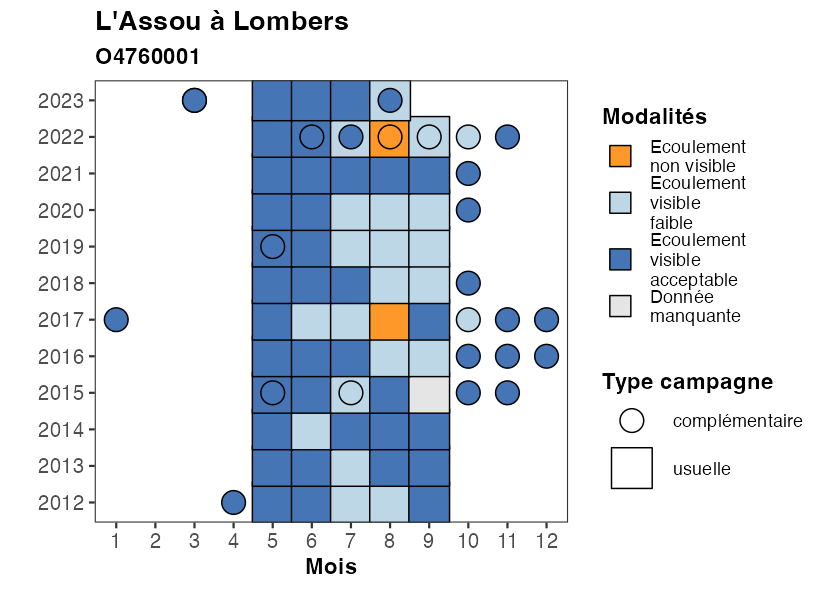 L'Assou à Lombers
O4760001
2023
2022
2021
2020
2019
2018
2017
2016
2015
2014
2013
2012
1 2 3 4 5 6 7 8 9 10 11 12
Mois
Modalités
Ecoulement
non visible
Ecoulement
visible
faible
Ecoulement
visible
acceptable
Donnée
manquante
Type campagne
complémentaire
usuelle